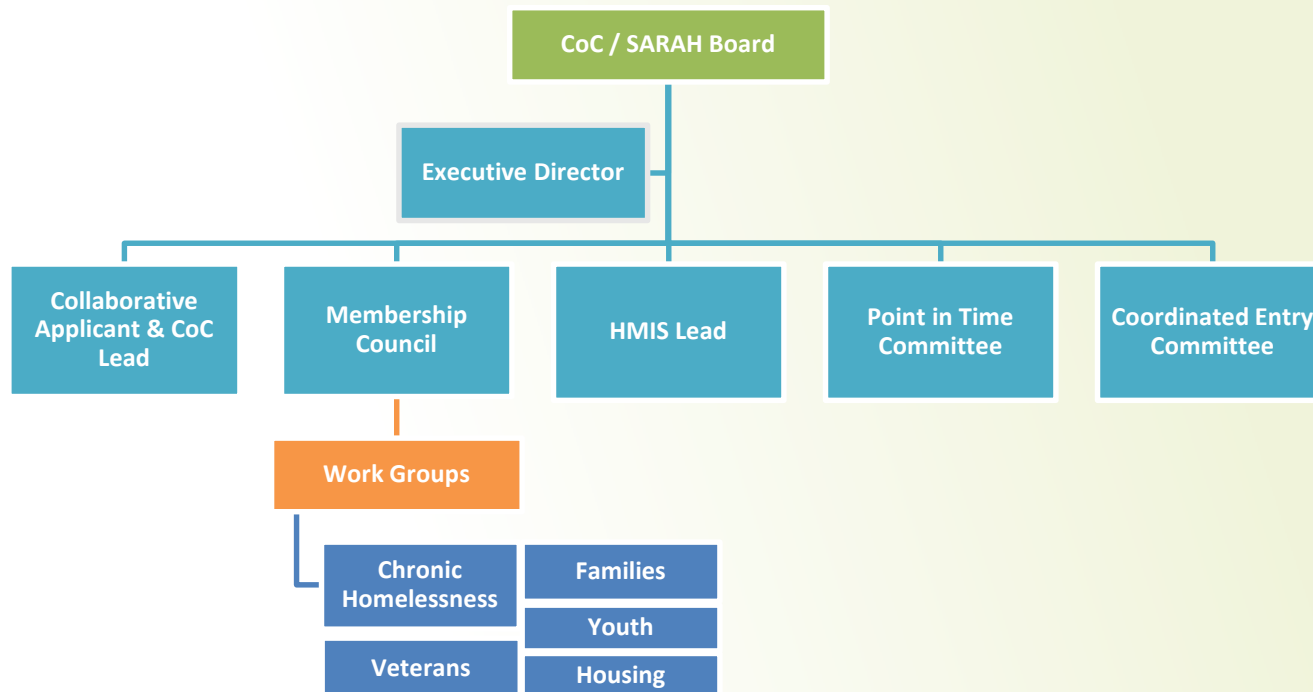 CoC / SARAH Board
Executive Director
Collaborative
Applicant & CoC
Lead
Membership
Council
HMIS Lead
Point in Time
Committee
Coordinated Entry
Committee
Work Groups
Chronic
Homelessness
Families
Youth
Veterans
Housing